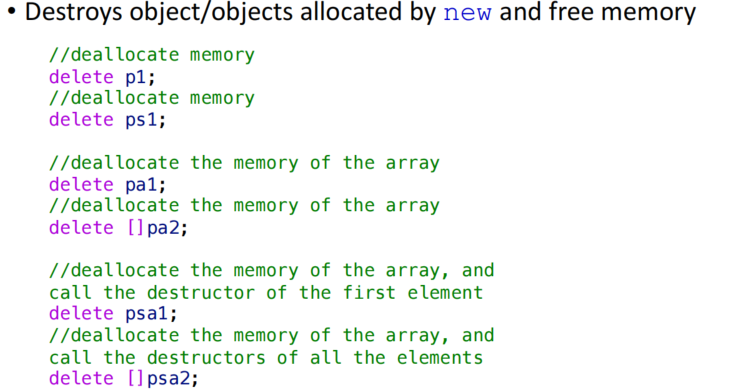 • Destroys object/objects allocated by new and free memory
//deallocate memory
delete p1;
//deallocate memory
delete ps1;
//deallocate the memory of the array
delete pa1;
//deallocate the memory of the array
delete []pa2;
//deallocate the memory of the array, and
call the destructor of the first element
delete psa1;
//deallocate the memory of the array, and
call the destructors of all the elements
delete []psa2;